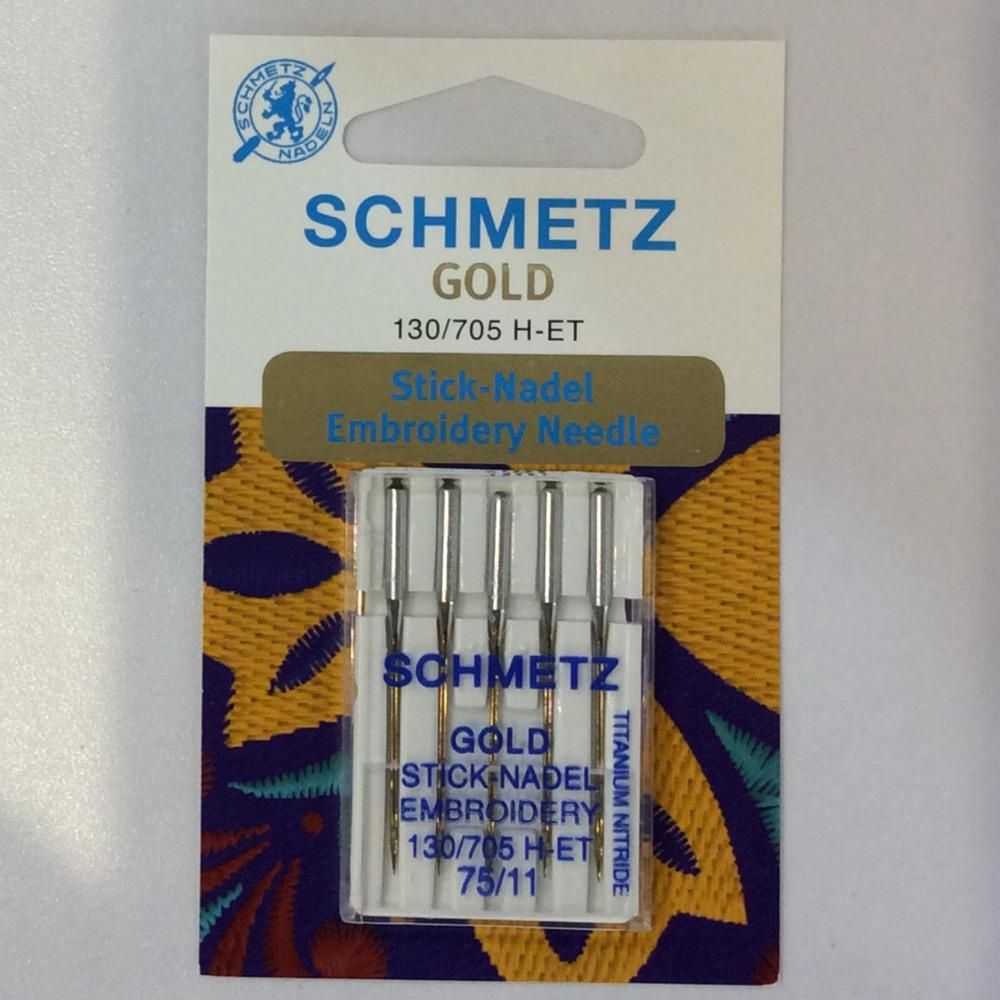 SCHMETZ
NADELN
SCHMETZ
GOLD
130/705 H-ET
Stick-Nadel
Embroidery Needle
SCHMETZ
GOLD
STICK-NADEL
EMBROIDERY
130/705 H-ET
75/11
TITANIUM NITRIDE